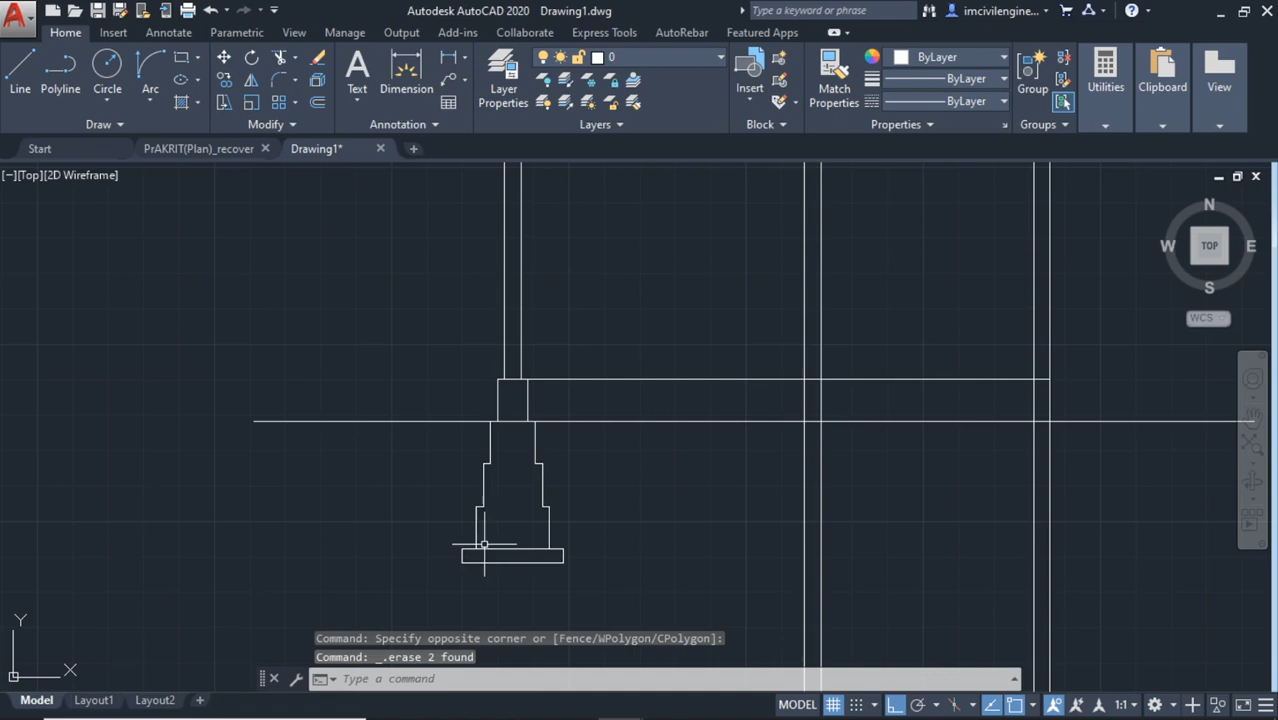 Autodesk AutoCAD 2020 Drawing1.dwg
Type a keyword or phrase
imcivilengine...
Home Insert Annotate Parametric View Manage Output Add-ins Collaborate Express Tools AutoRebar Featured Apps
Line Polyline Circle Arc
Draw
Modify
Text Dimension
Annotation
Layer Properties
0
Layers
Insert
Block
Match Properties
ByLayer
ByLayer
ByLayer
Properties
Group
Groups
Utilities
Clipboard
View
Start PrAKRIT(Plan)_recover Drawing1*
[−][Top][2D Wireframe]
N
W TOP E
S
WCS
Y
X
Command: Specify opposite corner or [Fence/WPolygon/CPolygon]:
Command: _.erase 2 found
Type a command
Model Layout1 Layout2
MODEL
1:1